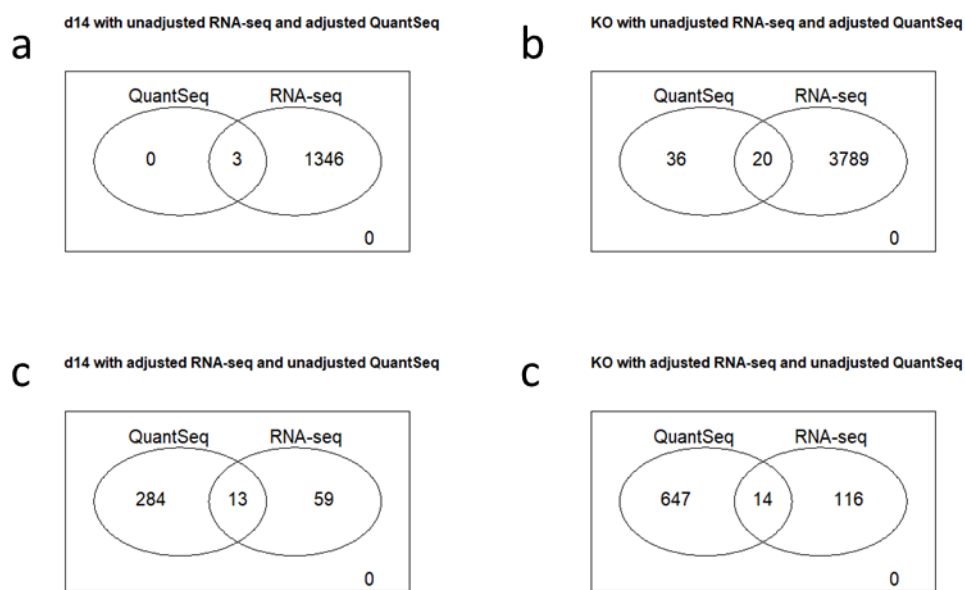 d14 with unadjusted RNA-seq and adjusted QuantSeq
a
QuantSeq RNA-seq
0 3 1346
0
KO with unadjusted RNA-seq and adjusted QuantSeq
b
QuantSeq RNA-seq
36 20 3789
0
d14 with adjusted RNA-seq and unadjusted QuantSeq
c
QuantSeq RNA-seq
284 13 59
0
KO with adjusted RNA-seq and unadjusted QuantSeq
c
QuantSeq RNA-seq
647 14 116
0